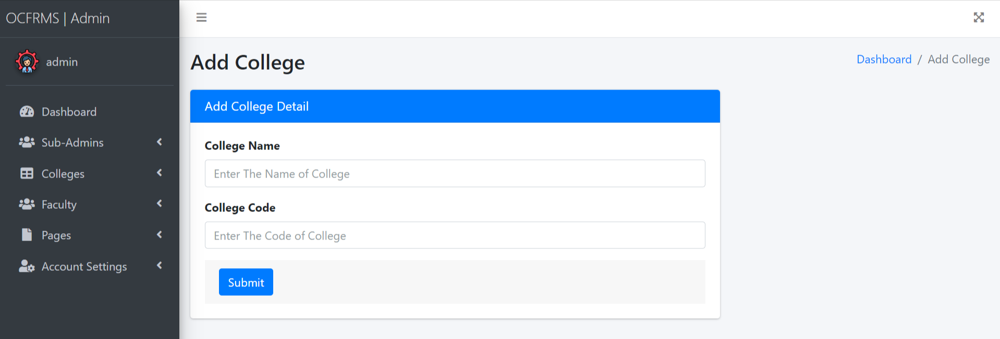 OCFRMS | Admin
admin
Dashboard
Sub-Admins
Colleges
Faculty
Pages
Account Settings
Add College
Dashboard / Add College
Add College Detail
College Name
Enter The Name of College
College Code
Enter The Code of College
Submit